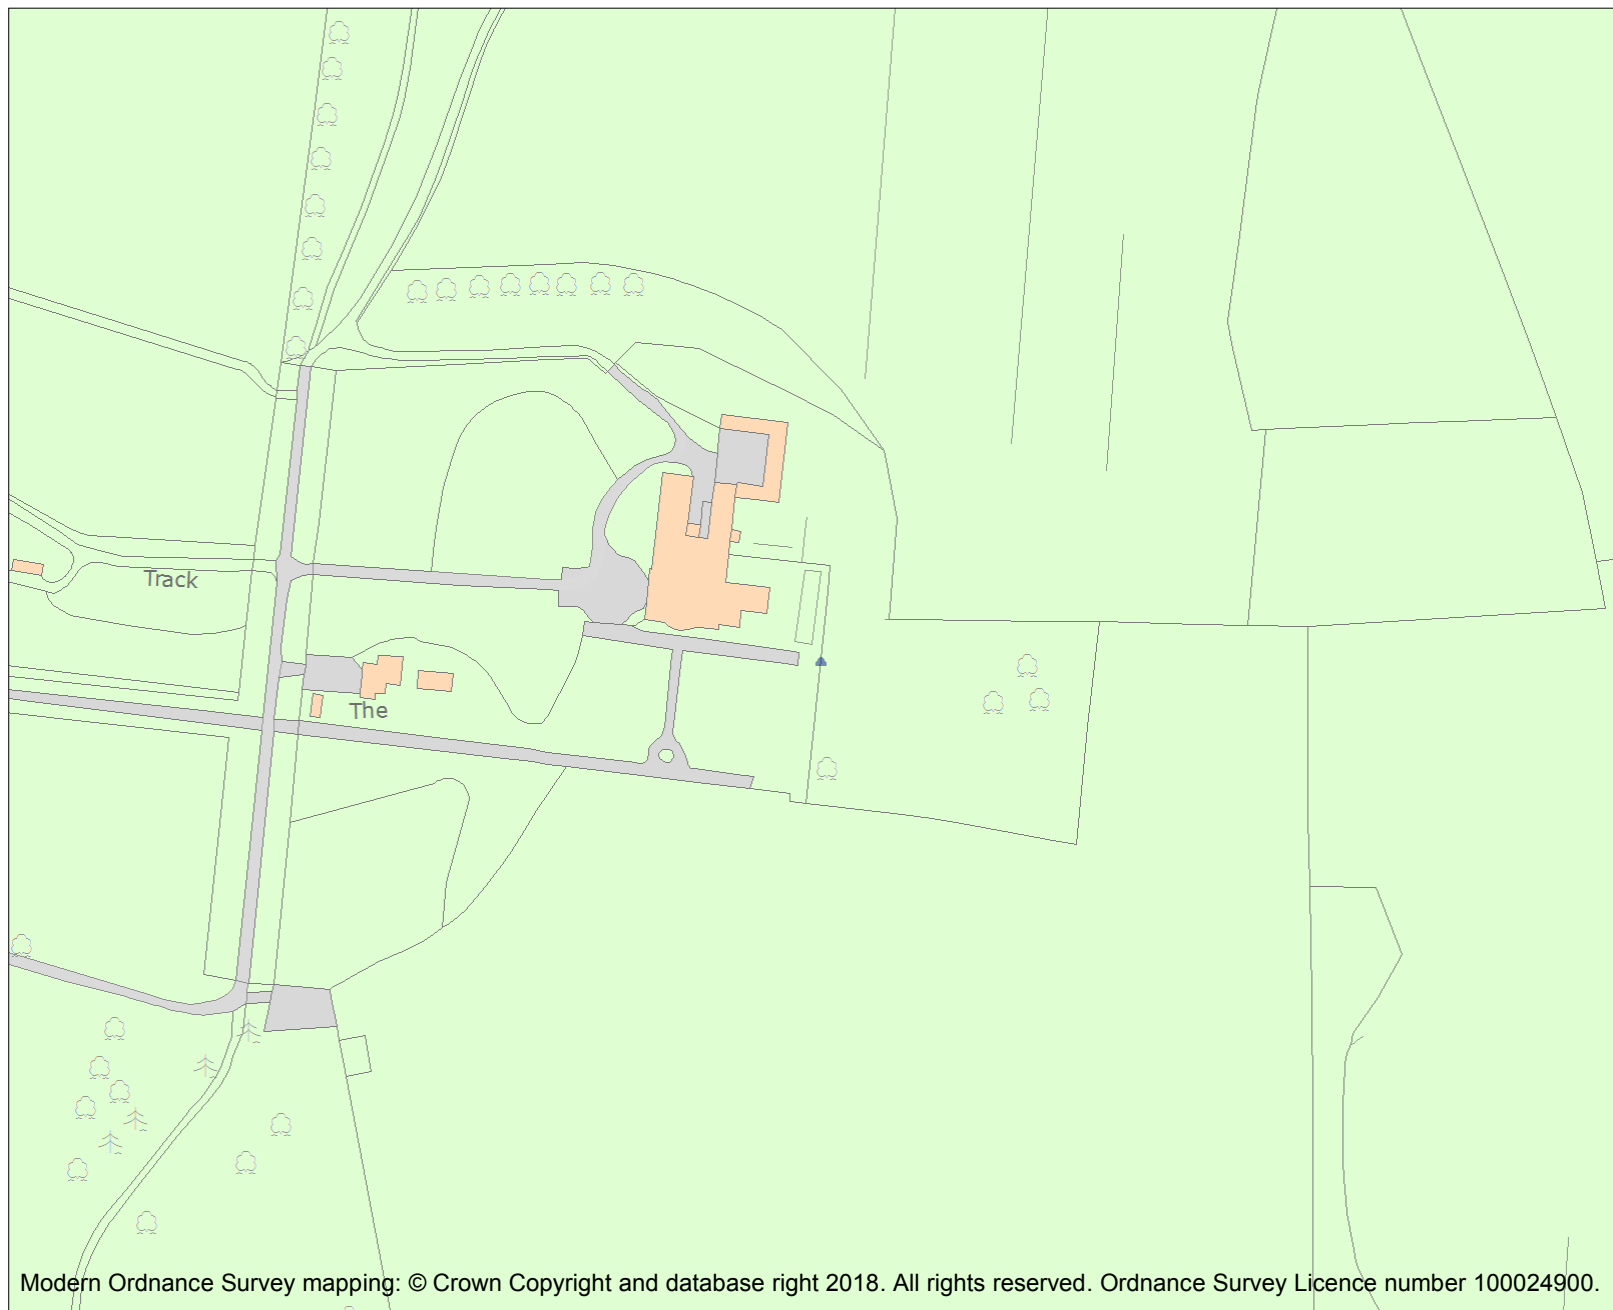 Track
The
Modern Ordnance Survey mapping: © Crown Copyright and database right 2018. All rights reserved. Ordnance Survey Licence number 100024900.